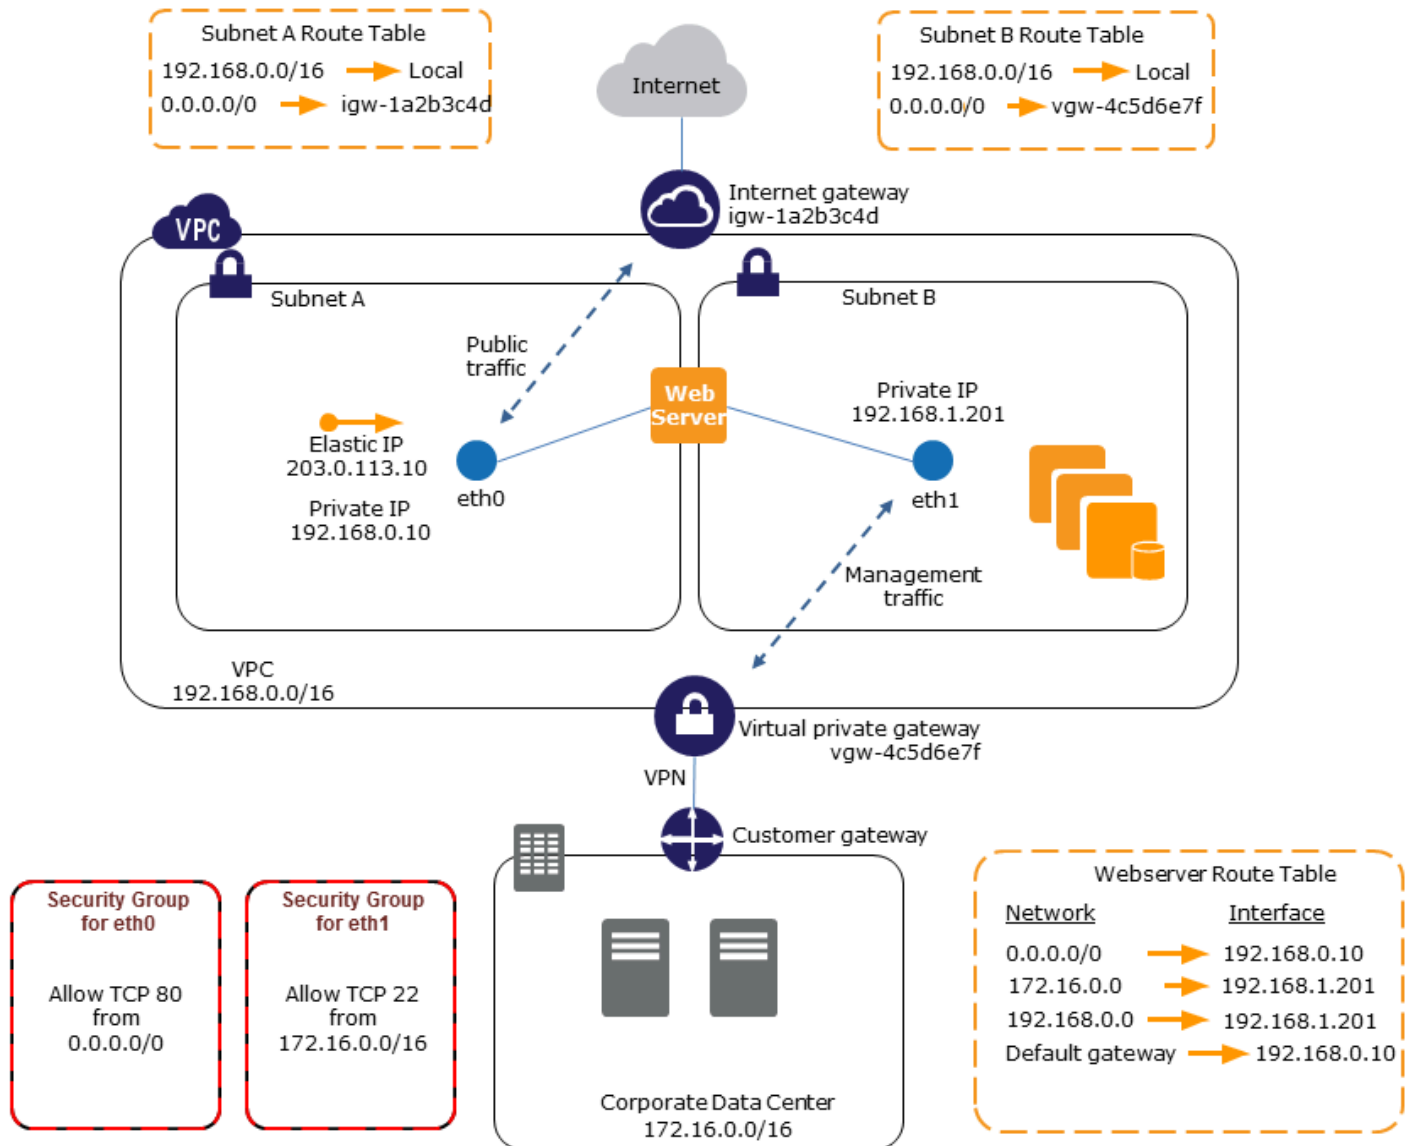 Subnet A Route Table
192.168.0.0/16 Local
0.0.0.0/0 igw-1a2b3c4d
Internet
Subnet B Route Table
192.168.0.0/16 Local
0.0.0.0/0 vgw-4c5d6e7f
Internet gateway
igw-1a2b3c4d
VPC
Subnet A
Subnet B
Public
traffic
Web
Server
Private IP
192.168.1.201
Elastic IP
203.0.113.10
eth0
eth1
Private IP
192.168.0.10
Management
traffic
VPC
192.168.0.0/16
Virtual private gateway
vgw-4c5d6e7f
VPN
Customer gateway
Security Group
for eth0
Allow TCP 80
from
0.0.0.0/0
Security Group
for eth1
Allow TCP 22
from
172.16.0.0/16
Corporate Data Center
172.16.0.0/16
Webserver Route Table
Network Interface
0.0.0.0/0 192.168.0.10
172.16.0.0 192.168.1.201
192.168.0.0 192.168.1.201
Default gateway 192.168.0.10